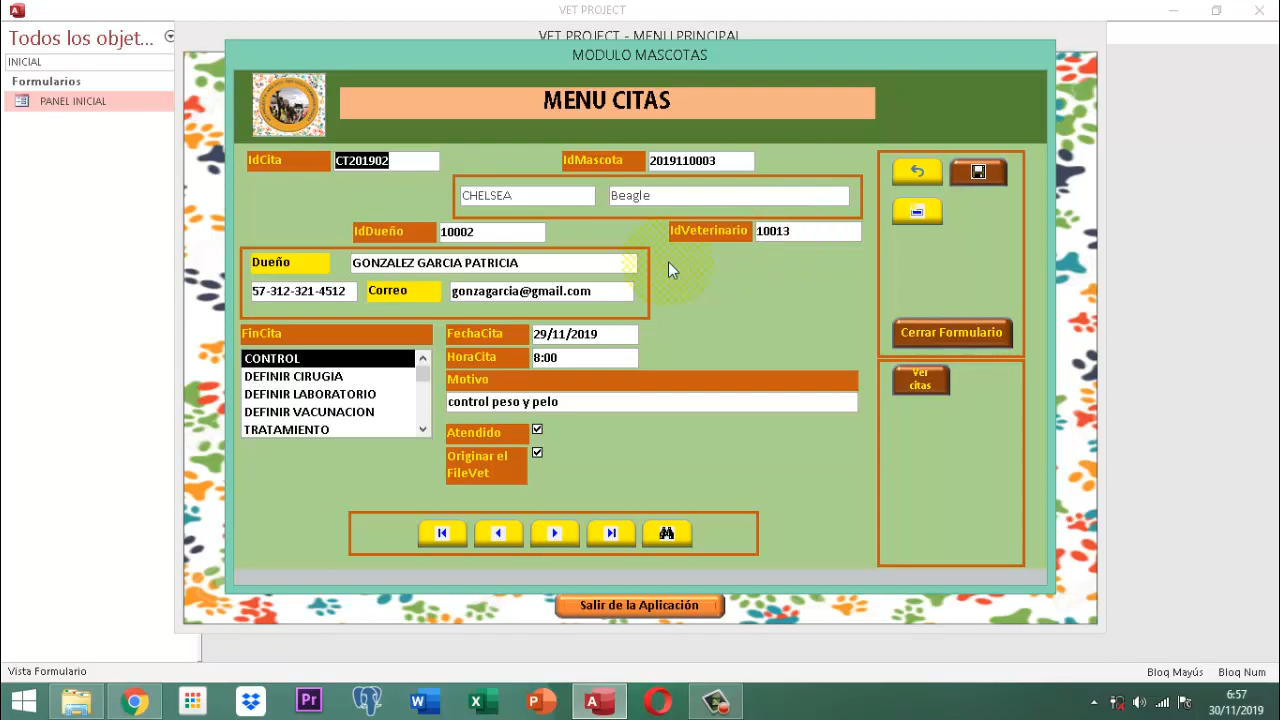 VET PROJECT
Todos los objet...
INICIAL
Formularios
PANEL INICIAL
VET PROJECT - MENU PRINCIPAL
MODULO MASCOTAS
MENU CITAS
IdCita CT201902 IdMascota 2019110003
CHELSEA Beagle
IdDueño 10002 IdVeterinario 10013
Dueño GONZALEZ GARCIA PATRICIA
57-312-321-4512 Correo gonzagarcia@gmail.com
Cerrar Formulario
FinCita
CONTROL
DEFINIR CIRUGIA
DEFINIR LABORATORIO
DEFINIR VACUNACION
TRATAMIENTO
FechaCita 29/11/2019
HoraCita 8:00
Motivo
control peso y pelo
Atendido
Originar el
FileVet
Ver
citas
Salir de la Aplicación
Vista Formulario Bloq Mayús Bloq Num
Pr
6:57
30/11/2019